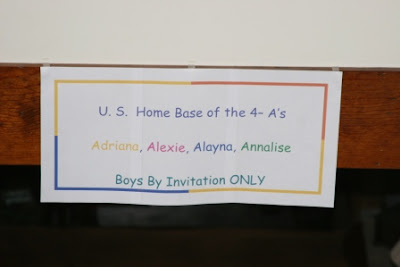 U. S. Home Base of the 4- A's
Adriana, Alexie, Alayna, Annalise
Boys By Invitation ONLY